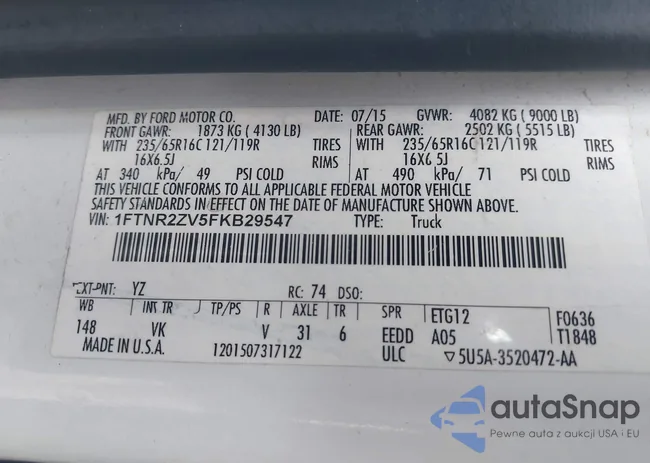 MFD. BY FORD MOTOR CO. 07/15 GVWR: 4082 KG ( 9000 LB)
FRONT GAWR: 1873 KG ( 4130 LB) REAR GAWR: 2502 KG ( 5515 LB)
WITH 235/65R16C 121/119R TIRES WITH 235/65R16C 121/119R TIRES
16X6.5J RIMS 16X6.5J RIMS
AT 340 kPa/ 49 PSI COLD AT 490 kPa/ 71 PSI COLD
THIS VEHICLE CONFORMS TO ALL APPLICABLE FEDERAL MOTOR VEHICLE
SAFETY STANDARDS IN EFFECT ON THE DATE OF MANUFACTURE SHOWN ABOVE.
VIN: 1FTNR2ZV5FKB29547 TYPE: Truck
EXT-PNT: YZ RC: 74 DSO:
WB INT TR TP/PS R AXLE TR SPR ETG12 F0636
148 VK V 31 6 EEDD A05 T1848
MADE IN U.S.A. 1201507317122 ULC ▽5U5A-3520472-AA
autaSnap
Pewne auta z aukcji USA i EU